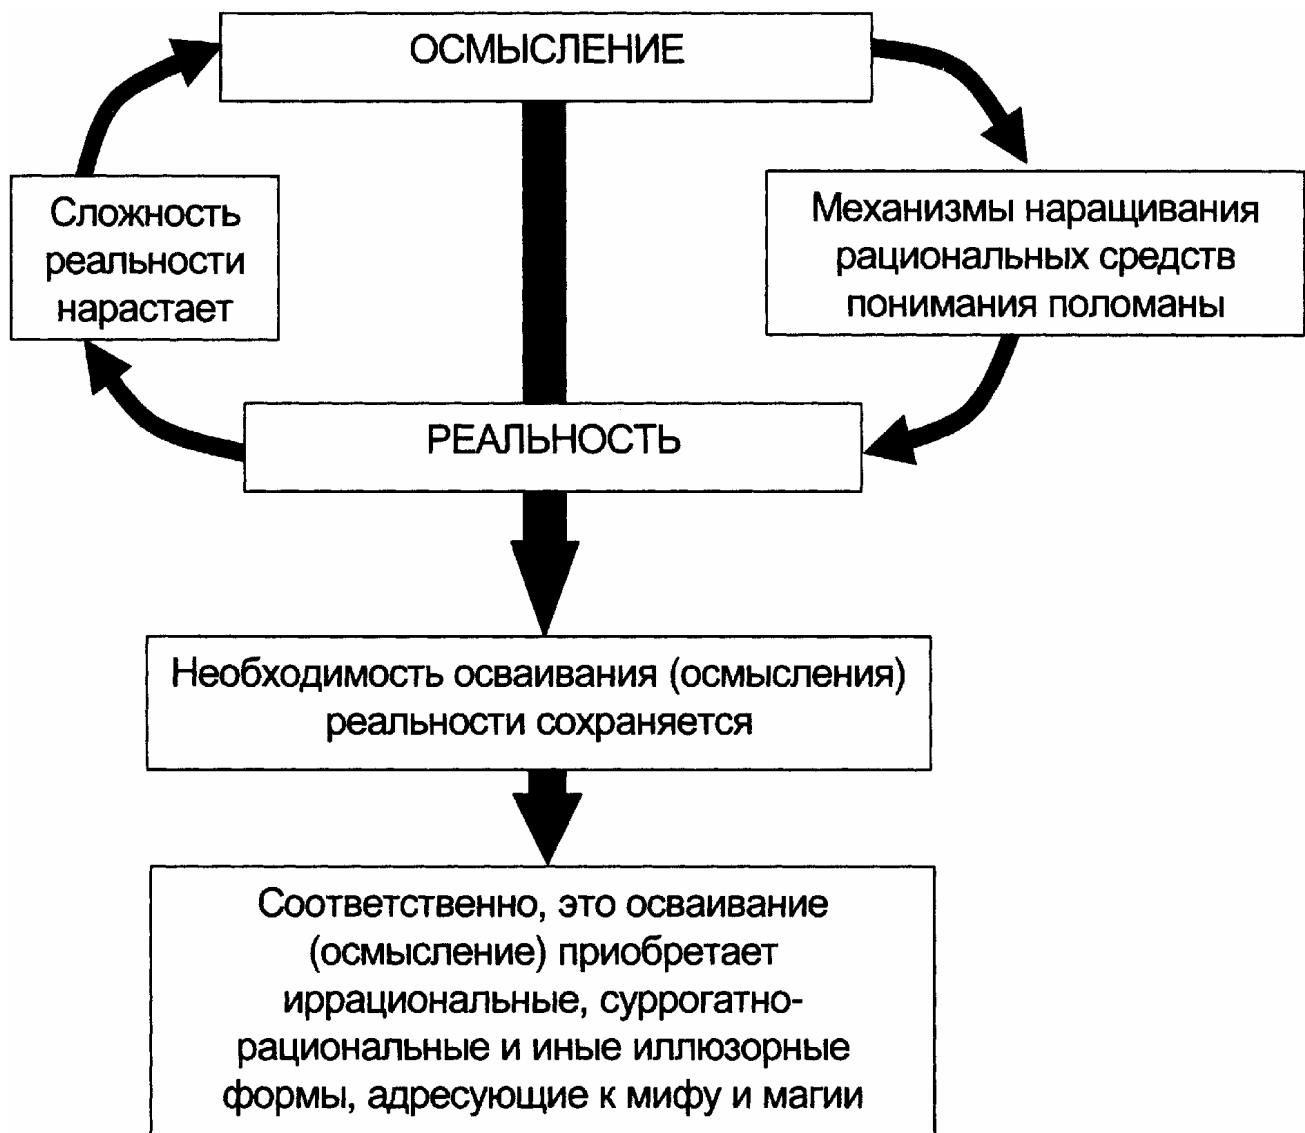 ОСМЫСЛЕНИЕ
Сложность
реальности
нарастает
Механизмы наращивания
рациональных средств
понимания поломаны
РЕАЛЬНОСТЬ
Необходимость осваивания (осмысления)
реальности сохраняется
Соответственно, это осваивание
(осмысление) приобретает
иррациональные, суррогатно-
рациональные и иные иллюзорные
формы, адресующие к мифу и магии